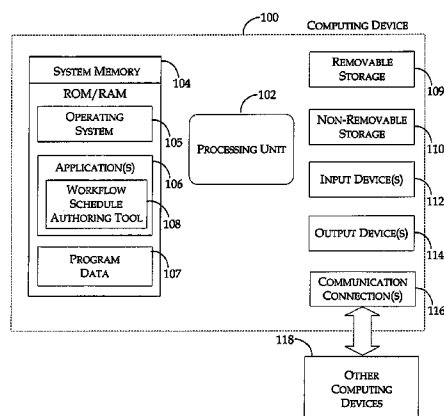 100
COMPUTING DEVICE
SYSTEM MEMORY
104
ROM/RAM
OPERATING
SYSTEM
105
APPLICATION(S)
106
WORKFLOW
SCHEDULE
AUTHORING TOOL
108
PROGRAM
DATA
107
102
PROCESSING UNIT
REMOVABLE
STORAGE
109
NON-REMOVABLE
STORAGE
110
INPUT DEVICE(S)
112
OUTPUT DEVICE(S)
114
COMMUNICATION
CONNECTION(S)
116
118
OTHER
COMPUTING
DEVICES